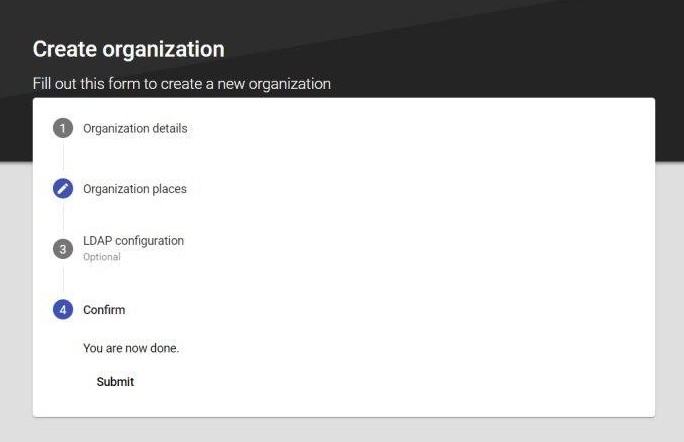 Create organization
Fill out this form to create a new organization
1 Organization details
Organization places
3 LDAP configuration
Optional
4 Confirm
You are now done.
Submit